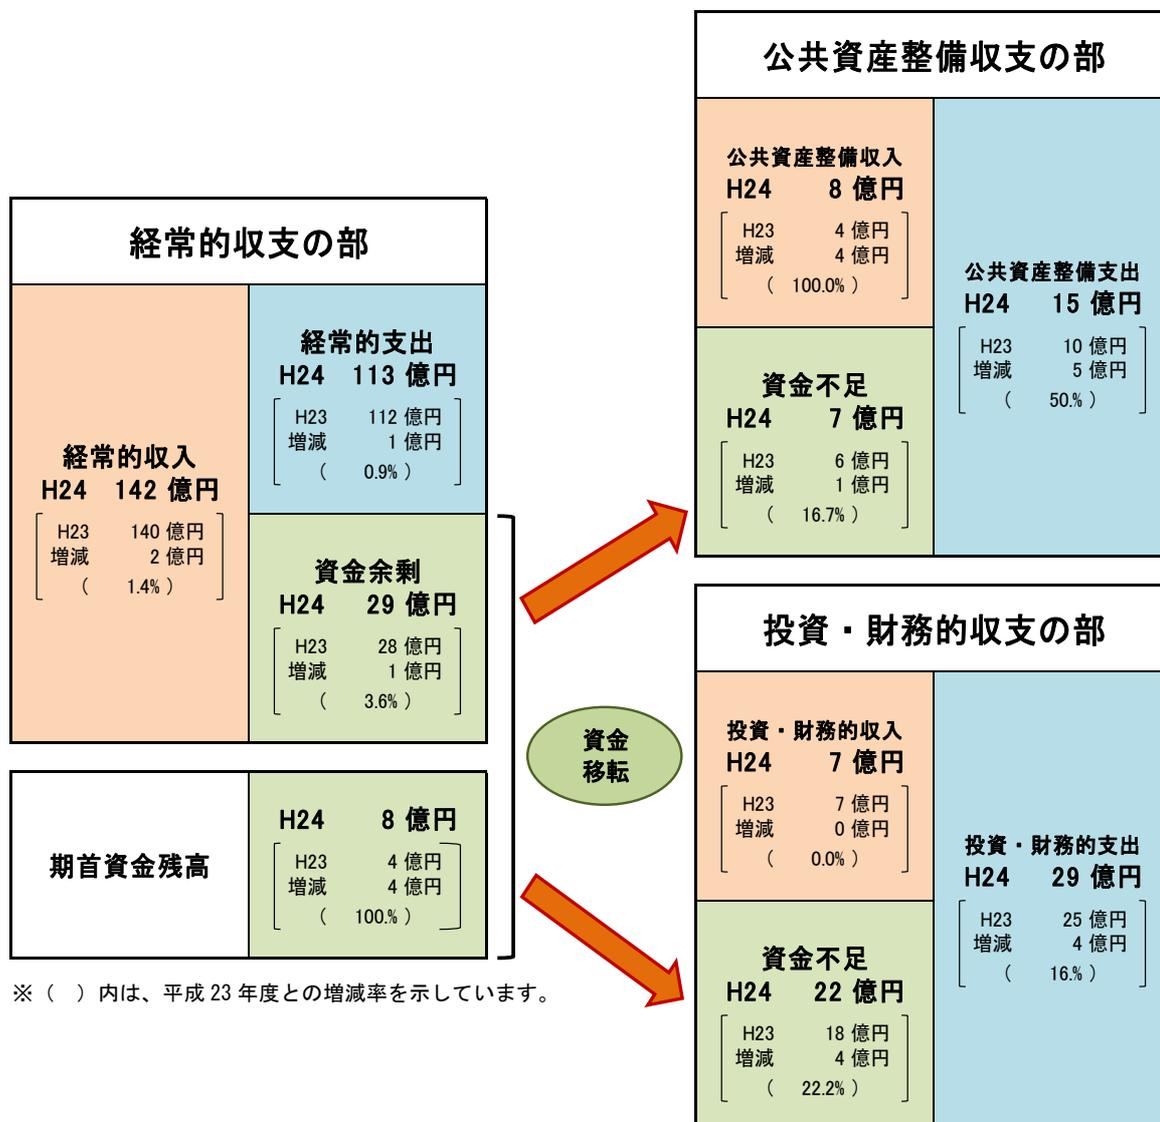 経常的収支の部
経常的収入
H24 142 億円
H23 140 億円
増減 2 億円
( 1.4% )
経常的支出
H24 113 億円
H23 112 億円
増減 1 億円
( 0.9% )
資金余剰
H24 29 億円
H23 28 億円
増減 1 億円
( 3.6% )
期首資金残高
H24 8 億円
H23 4 億円
増減 4 億円
( 100.% )
※（ ）内は、平成 23 年度との増減率を示しています。
資金
移転
公共資産整備収支の部
公共資産整備収入
H24 8 億円
H23 4 億円
増減 4 億円
( 100.0% )
資金不足
H24 7 億円
H23 6 億円
増減 1 億円
( 16.7% )
公共資産整備支出
H24 15 億円
H23 10 億円
増減 5 億円
( 50.% )
投資・財務的収支の部
投資・財務的収入
H24 7 億円
H23 7 億円
増減 0 億円
( 0.0% )
資金不足
H24 22 億円
H23 18 億円
増減 4 億円
( 22.2% )
投資・財務的支出
H24 29 億円
H23 25 億円
増減 4 億円
( 16.% )